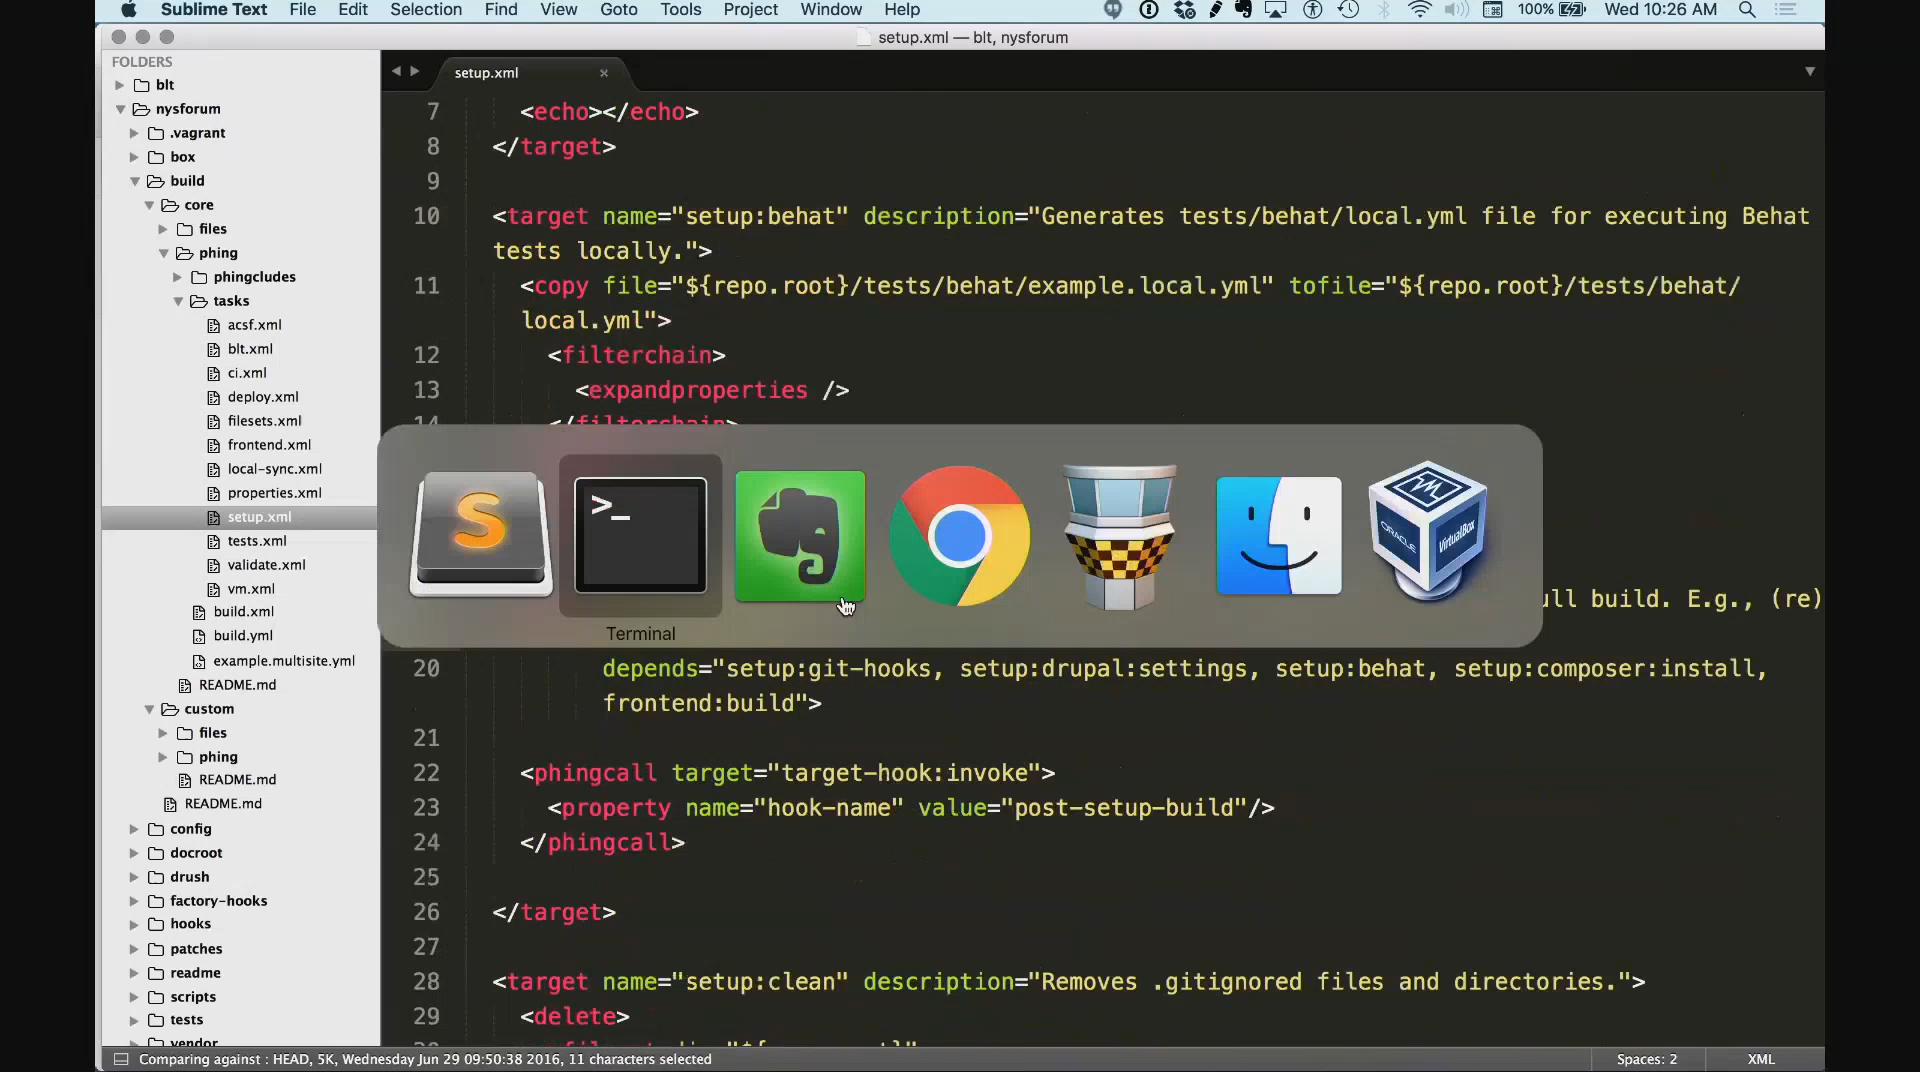 Sublime Text File Edit Selection Find View Goto Tools Project Window Help 100% Wed 10:26 AM
setup.xml — blt, nysforum
FOLDERS
blt
nysforum
.vagrant
box
build
core
files
phing
phingcludes
tasks
acsf.xml
blt.xml
ci.xml
deploy.xml
filesets.xml
frontend.xml
local-sync.xml
properties.xml
setup.xml
tests.xml
validate.xml
vm.xml
build.xml
build.yml
example.multisite.yml
README.md
custom
files
phing
README.md
README.md
config
docroot
drush
factory-hooks
hooks
patches
readme
scripts
tests
vendor
setup.xml ×
7 <echo></echo>
8 </target>
9
10 <target name="setup:behat" description="Generates tests/behat/local.yml file for executing Behat
tests locally.">
11 <copy file="${repo.root}/tests/behat/example.local.yml" tofile="${repo.root}/tests/behat/
local.yml">
12 <filterchain>
13 <expandproperties />
14 </filterchain>
S >_ ORACLE VirtualBox
Terminal
ull build. E.g., (re)
20 depends="setup:git-hooks, setup:drupal:settings, setup:behat, setup:composer:install,
frontend:build">
21
22 <phingcall target="target-hook:invoke">
23 <property name="hook-name" value="post-setup-build"/>
24 </phingcall>
25
26 </target>
27
28 <target name="setup:clean" description="Removes .gitignored files and directories.">
29 <delete>
Comparing against : HEAD, 5K, Wednesday Jun 29 09:50:38 2016, 11 characters selected Spaces: 2 XML